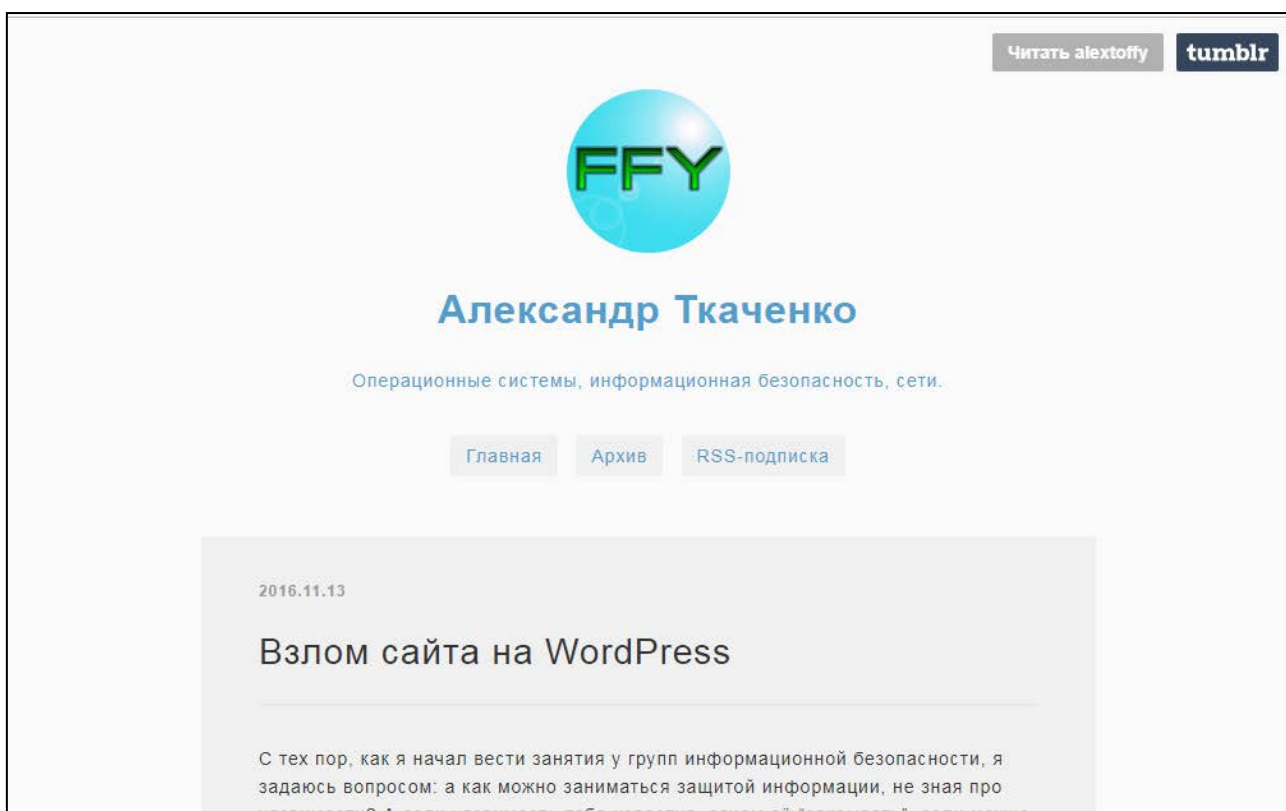 Читать alextoffy
tumblr
FFY
Александр Ткаченко
Операционные системы, информационная безопасность, сети.
Главная
Архив
RSS-подписка
2016.11.13
Взлом сайта на WordPress
С тех пор, как я начал вести занятия у групп информационной безопасности, я
задаюсь вопросом: а как можно заниматься защитой информации, не зная про